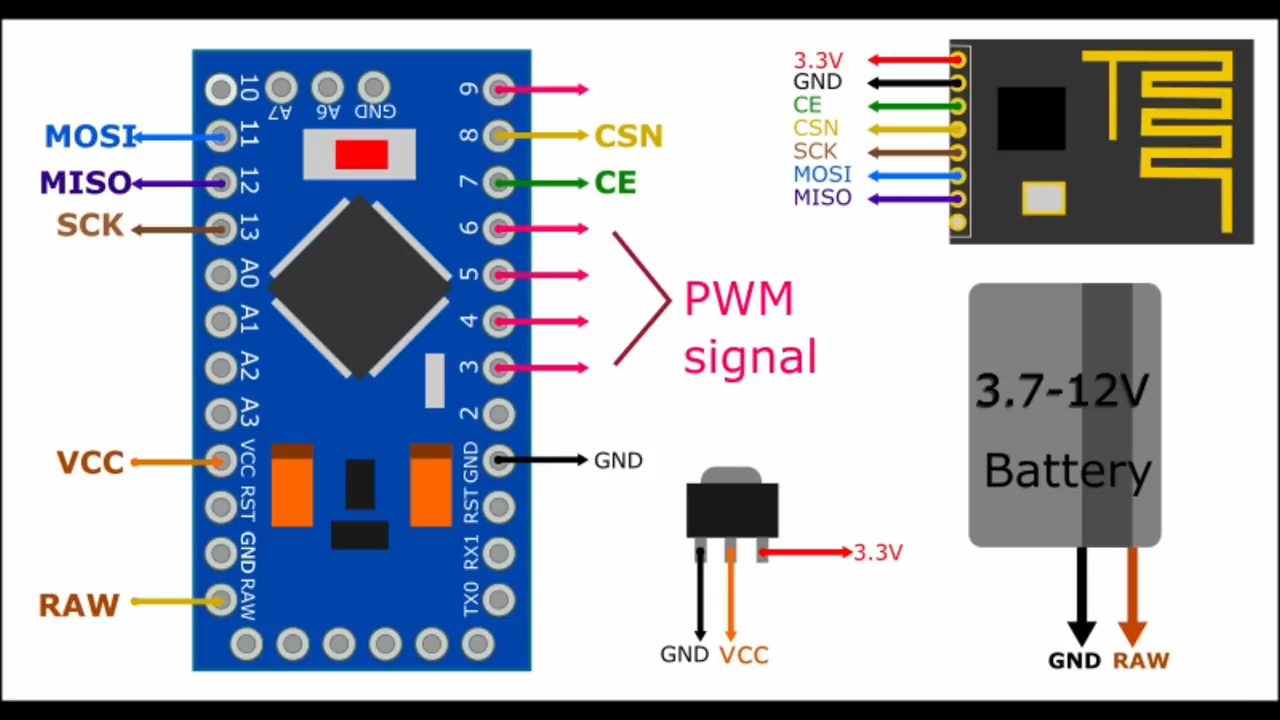 MOSI
MISO
SCK
VCC
RAW
10
11
12
13
A0
A1
A2
A3
VCC
RST
GND
RAW
A7
A6
GND
9
8
7
6
5
4
3
2
GND
RST
RX1
TX0
CSN
CE
PWM
signal
GND
3.3V
GND
CE
CSN
SCK
MOSI
MISO
3.3V
GND VCC
3.7-12V
Battery
GND RAW